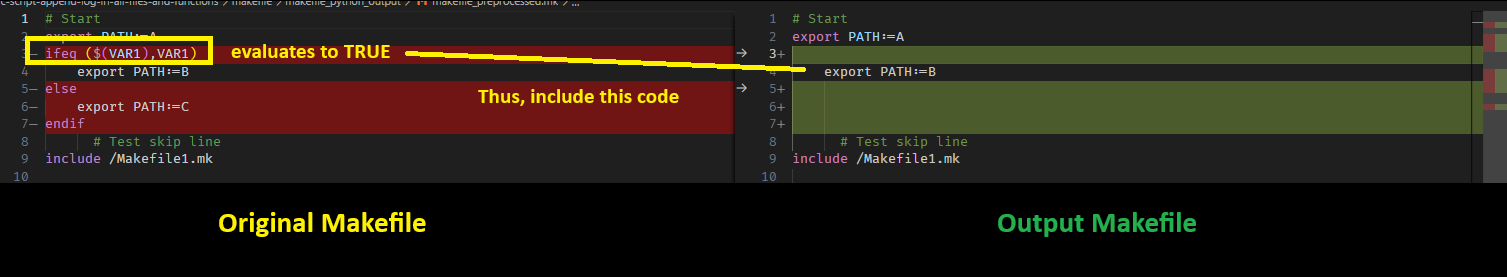 c-script-append-log-in-all-files-and-functions / makefile / makefile_python_output / makefile_preprocessed.mk / ...
1 # Start
2 export PATH:=A
3 ifeq ($(VAR1),VAR1)
4 export PATH:=B
5 else
6 export PATH:=C
7 endif
8 # Test skip line
9 include /Makefile1.mk
10
evaluates to TRUE
Thus, include this code
1 # Start
2 export PATH:=A
3+
4 export PATH:=B
5+
6+
7+
8 # Test skip line
9 include /Makefile1.mk
10
Original Makefile
Output Makefile